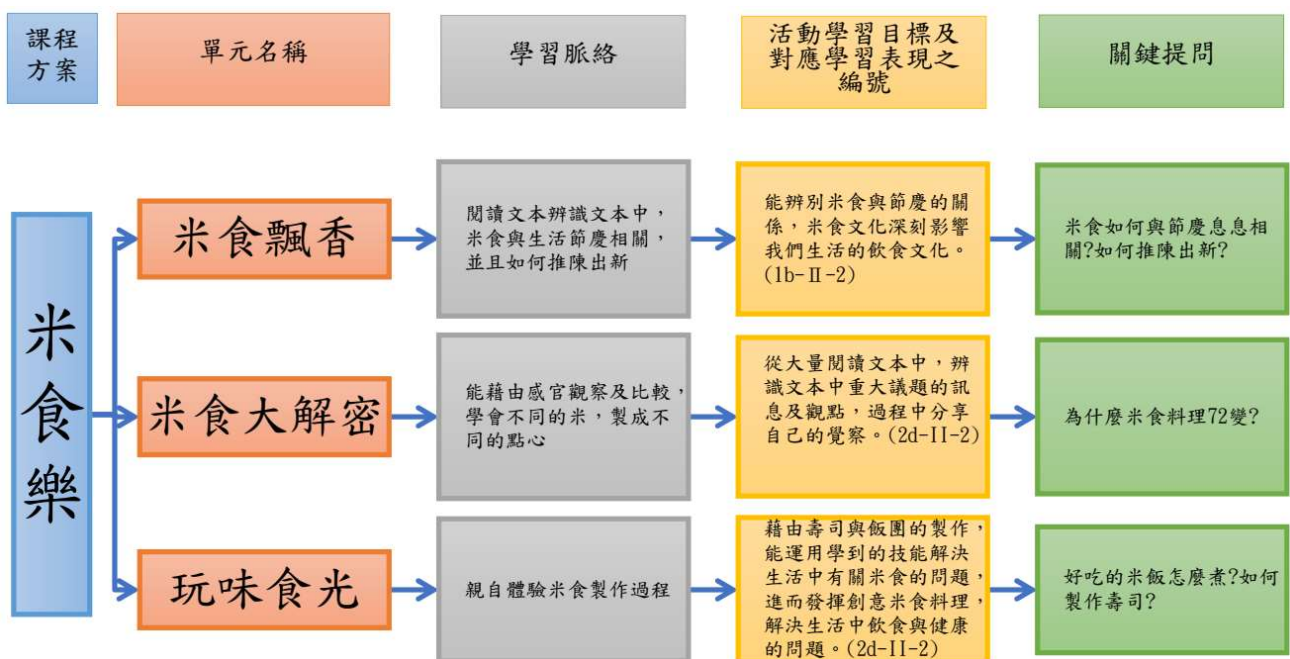 課程
方案
單元名稱
學習脈絡
活動學習目標及
對應學習表現之
編號
關鍵提問
米食樂
米食飄香
閱讀文本辨識文本中,
米食與生活節慶相關,
並且如何推陳出新
能辨別米食與節慶的關
係,米食文化深刻影響
我們生活的飲食文化。
(1b-Ⅱ-2)
米食如何與節慶息息相
關?如何推陳出新?
米食大解密
能藉由感官觀察及比較,
學會不同的米,製成不
同的點心
從大量閱讀文本中,辨
識文本中重大議題的訊
息及觀點,過程中分享
自己的覺察。(2d-II-2)
為什麼米食料理72變?
玩味食光
親自體驗米食製作過程
藉由壽司與飯團的製作,
能運用學到的技能解決
生活中有關米食的問題,
進而發揮創意米食料理,
解決生活中飲食與健康
的問題。(2d-II-2)
好吃的米飯怎麼煮?如何
製作壽司?